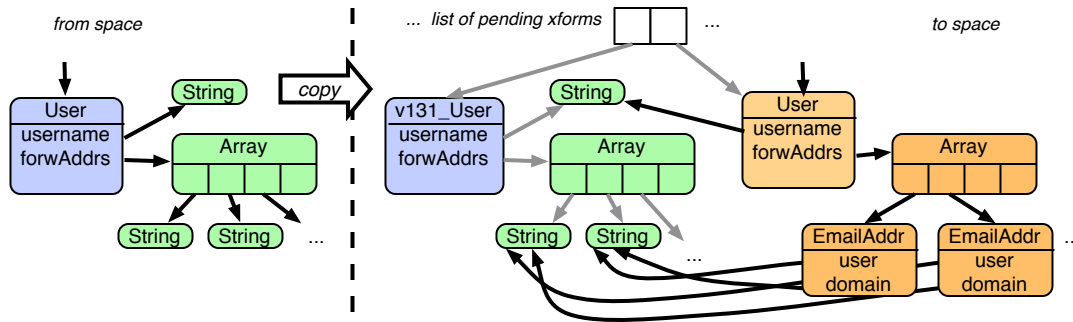 from space
User
username
forwAddrs
String
Array
String
String
...
copy
... list of pending xforms
...
to space
v131_User
username
forwAddrs
String
Array
String
String
...
User
username
forwAddrs
Array
EmailAddr
user
domain
EmailAddr
user
domain
...